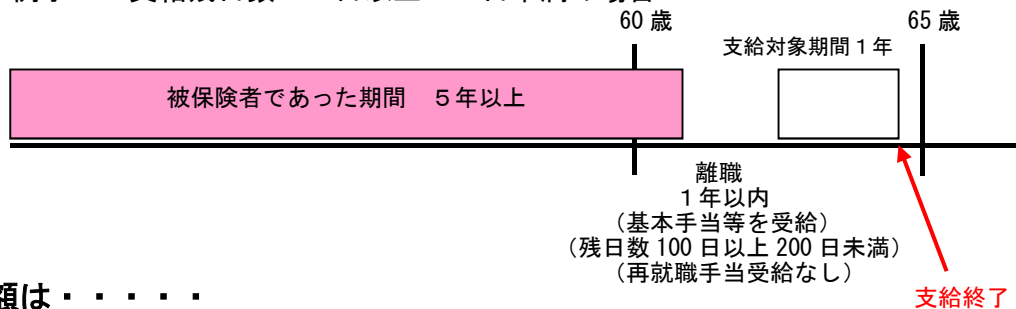 60 歳
65 歳
支給対象期間１年
被保険者であった期間　５年以上
離職
１年以内
（基本手当等を受給）
（残日数 100 日以上 200 日未満）
（再就職手当受給なし）
額は・・・・・
支給終了